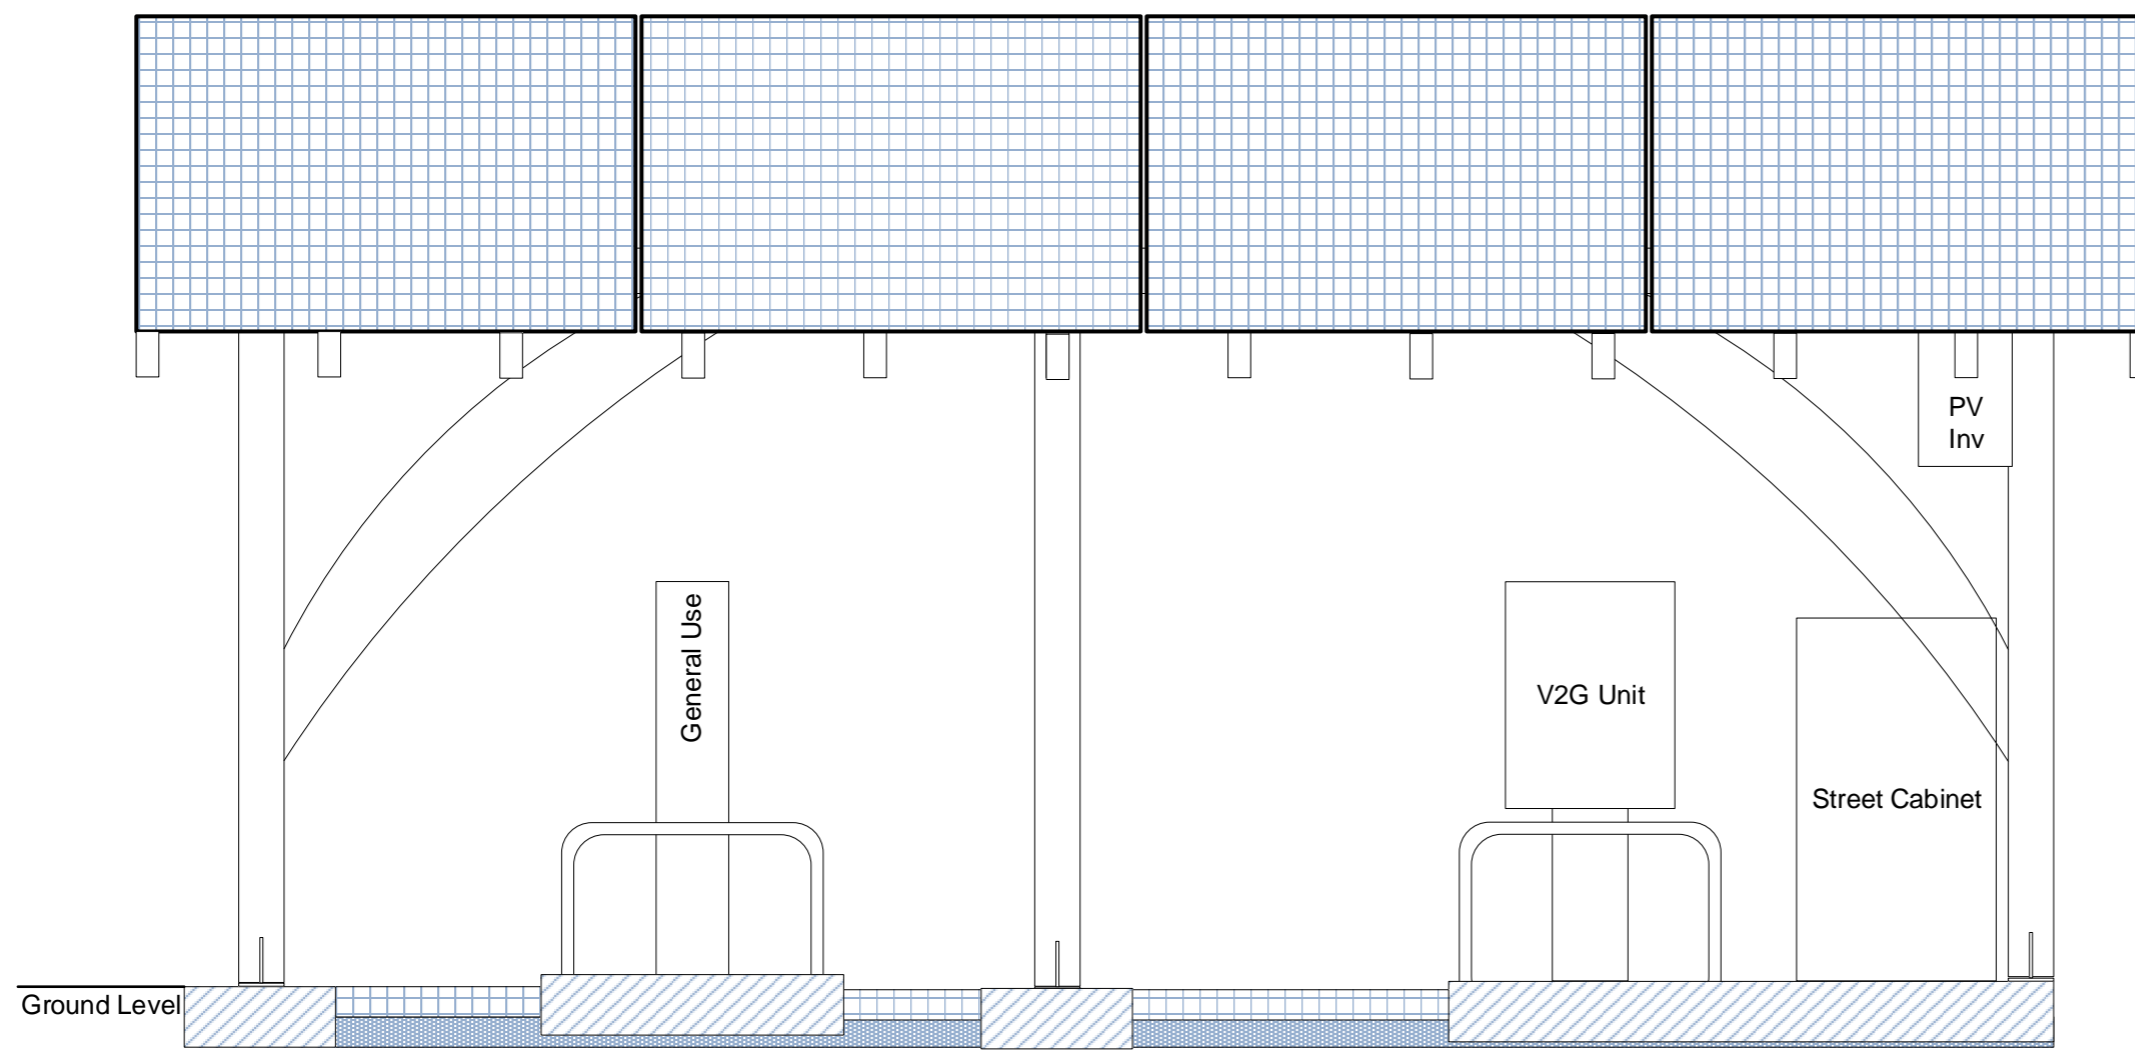 PV
Inv
General Use
V2G Unit
Street Cabinet
Ground Level